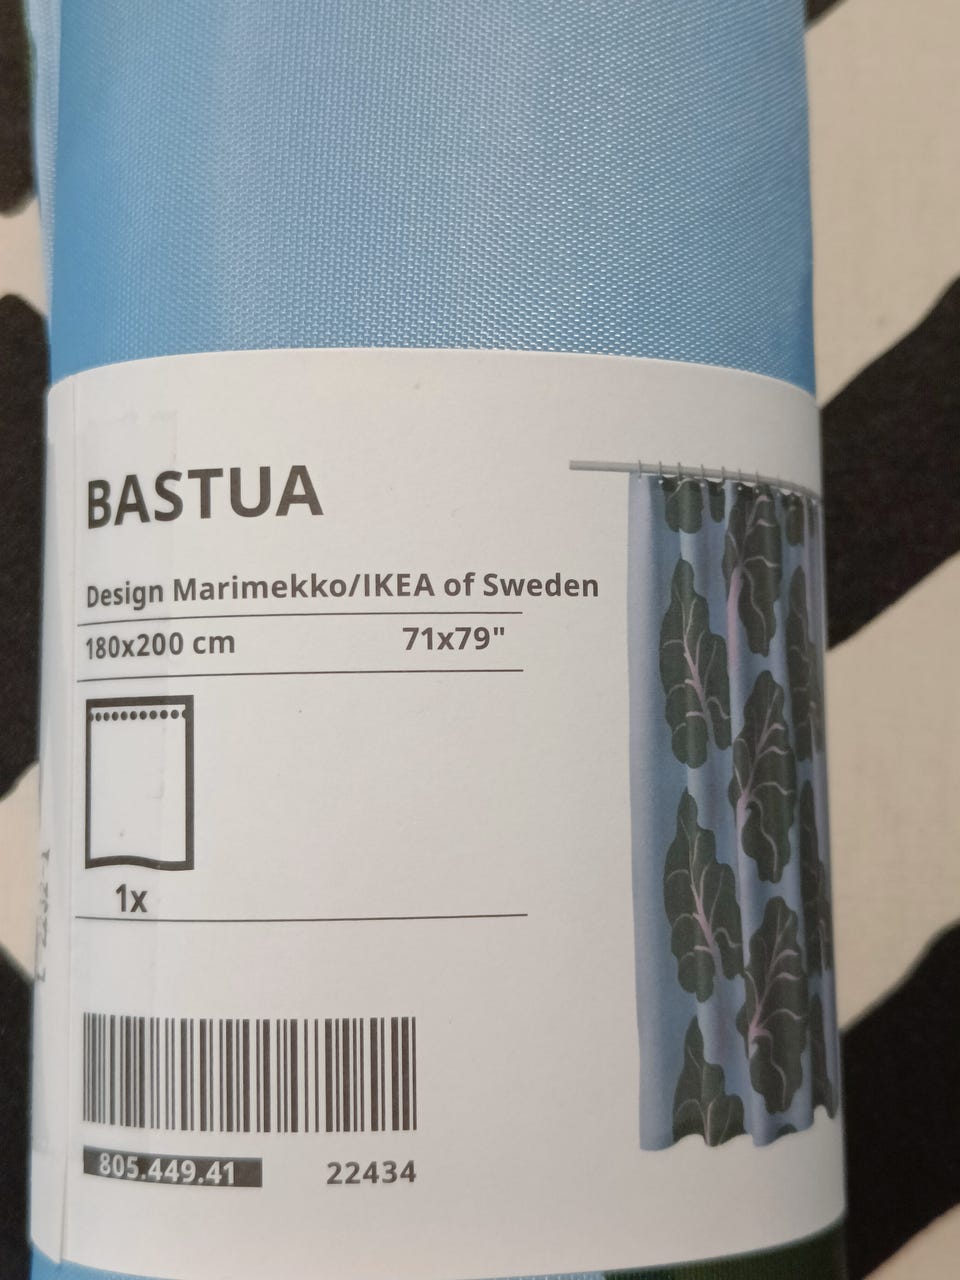 BASTUA
Design Marimekko/IKEA of Sweden
180x200 cm 71x79"
1x
805.449.41 22434